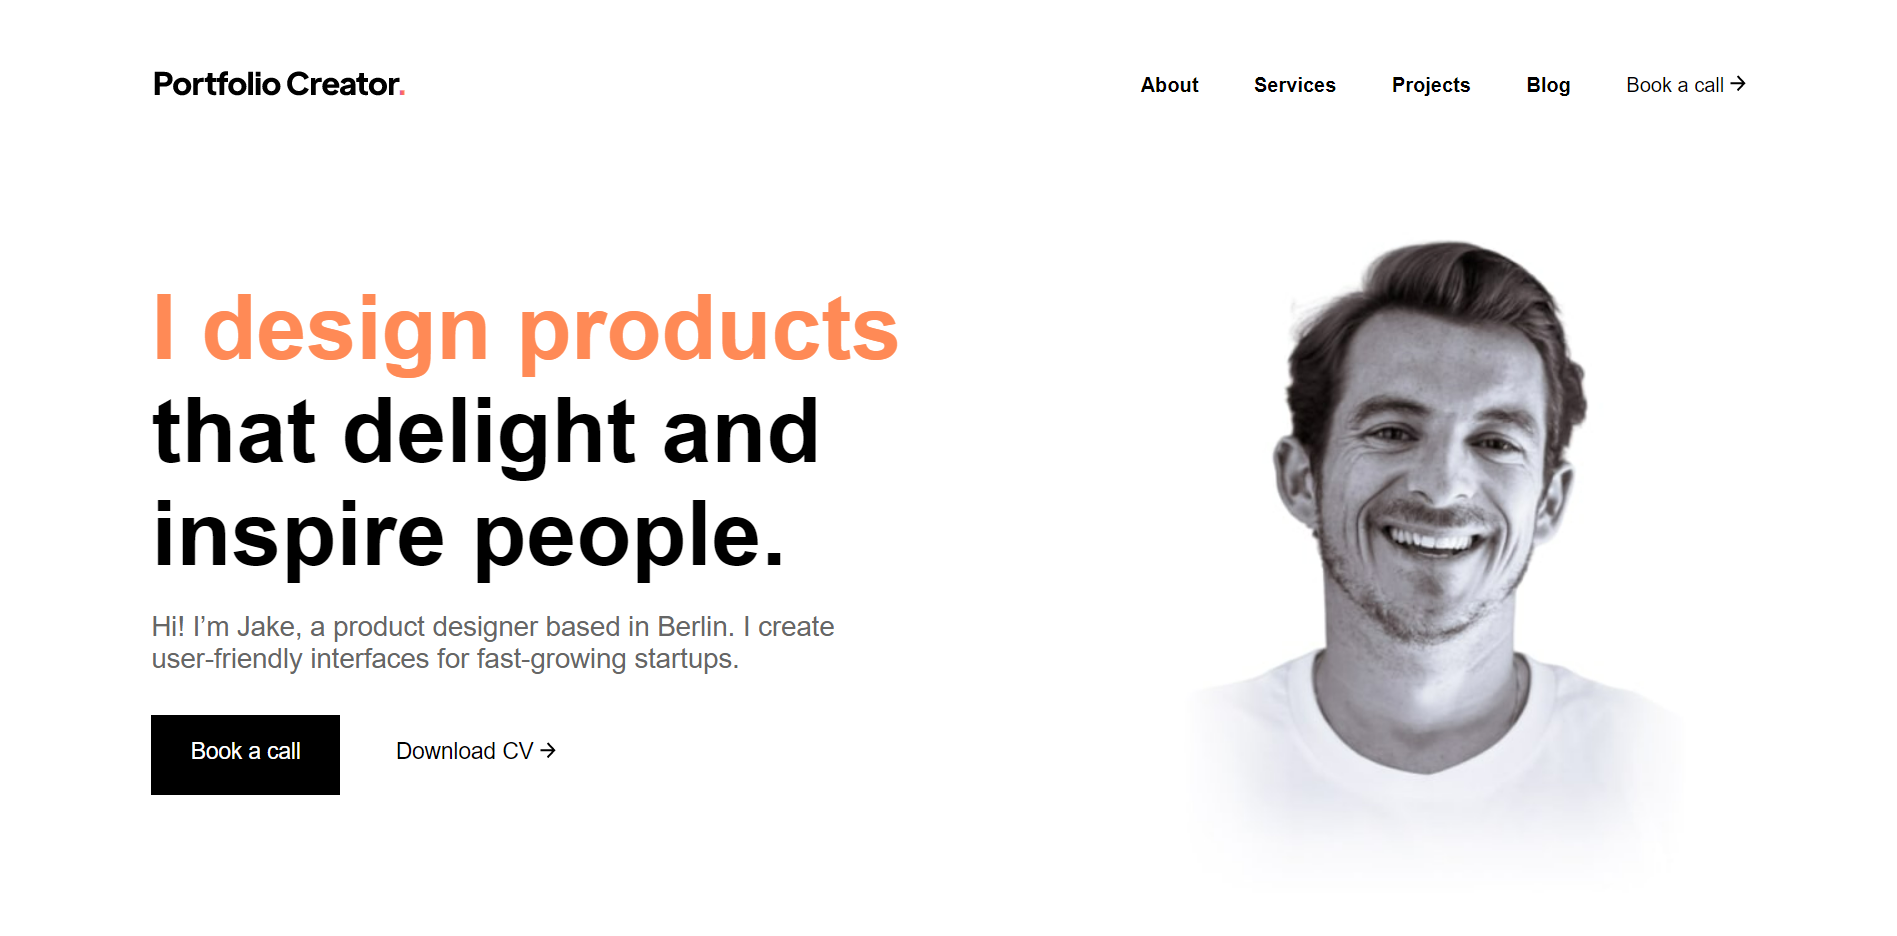 Portfolio Creator.
About Services Projects Blog Book a call →
I design products
that delight and
inspire people.
Hi! I’m Jake, a product designer based in Berlin. I create
user-friendly interfaces for fast-growing startups.
Book a call Download CV →